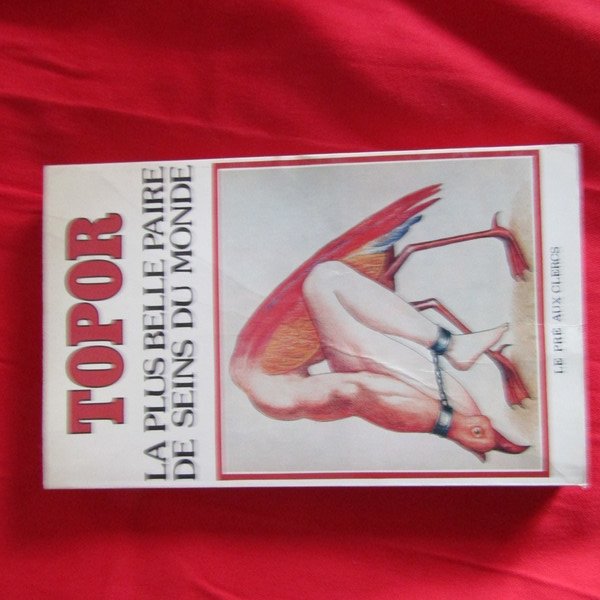 TOPOR
LA PLUS BELLE PAIRE
DE SEINS DU MONDE
LE PRÉ AUX CLERCS